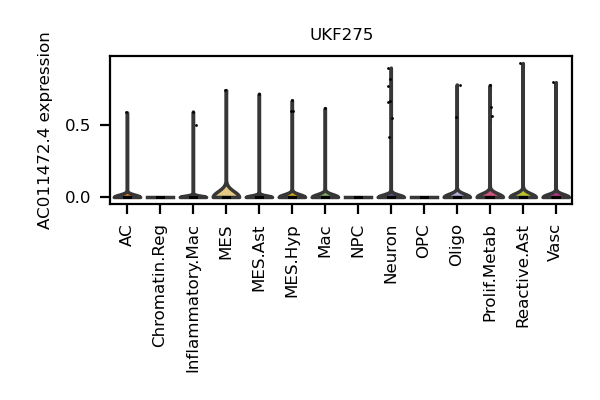 UKF275
AC011472.4 expression
0.5
0.0
AC
Chromatin.Reg
Inflammatory.Mac
MES
MES.Ast
MES.Hyp
Mac
NPC
Neuron
OPC
Oligo
Prolif.Metab
Reactive.Ast
Vasc